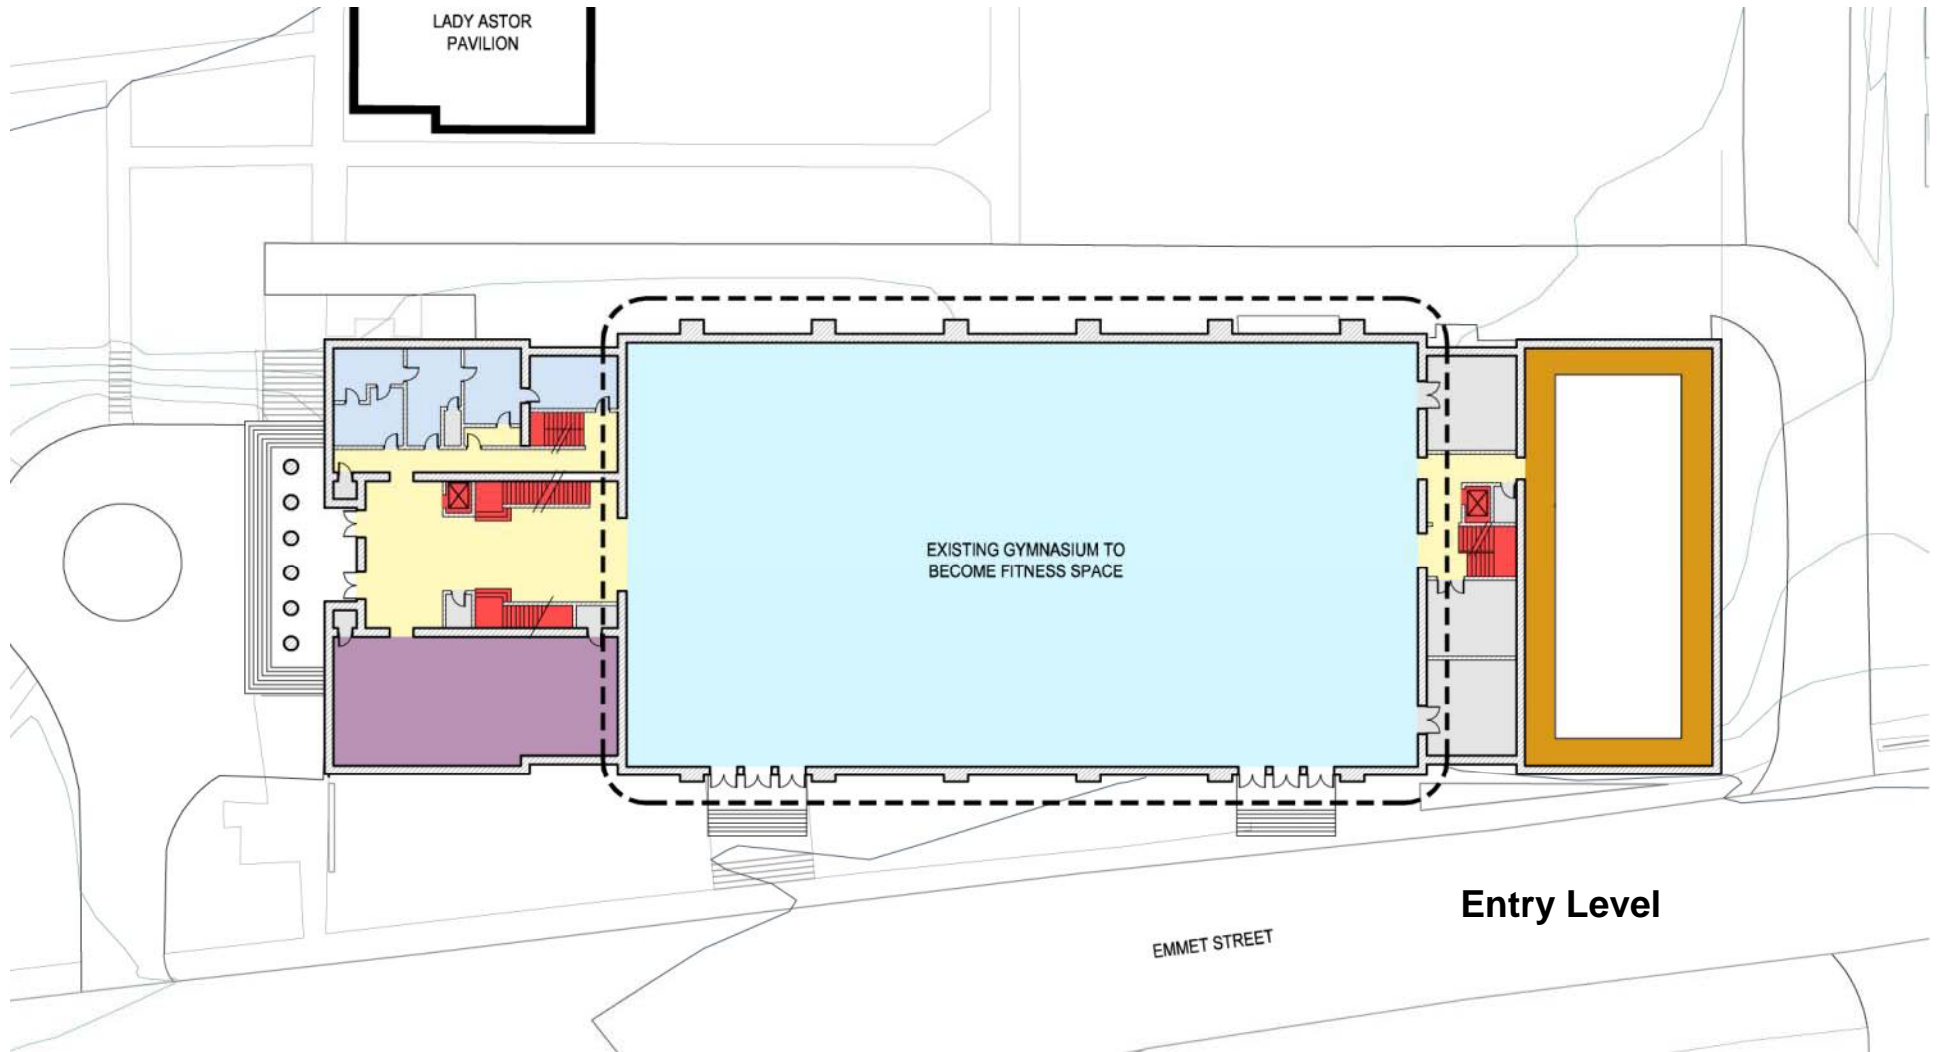 LADY ASTOR
PAVILION
EXISTING GYMNASIUM TO
BECOME FITNESS SPACE
Entry Level
EMMET STREET